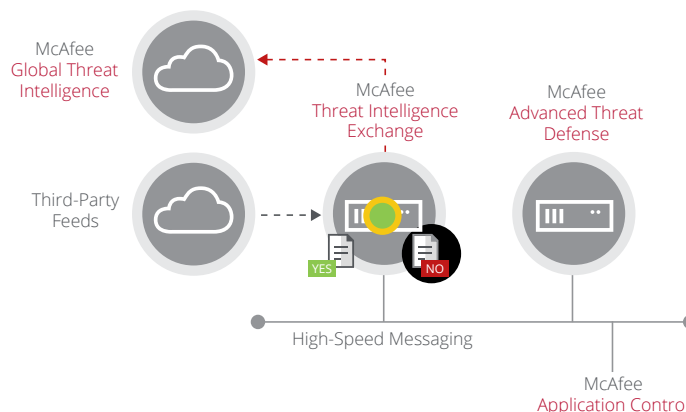 McAfee
Global Threat
Intelligence
McAfee
Threat Intelligence
Exchange
McAfee
Advanced Threat
Defense
Third-Party
Feeds
YES
NO
High-Speed Messaging
McAfee
Application Contro